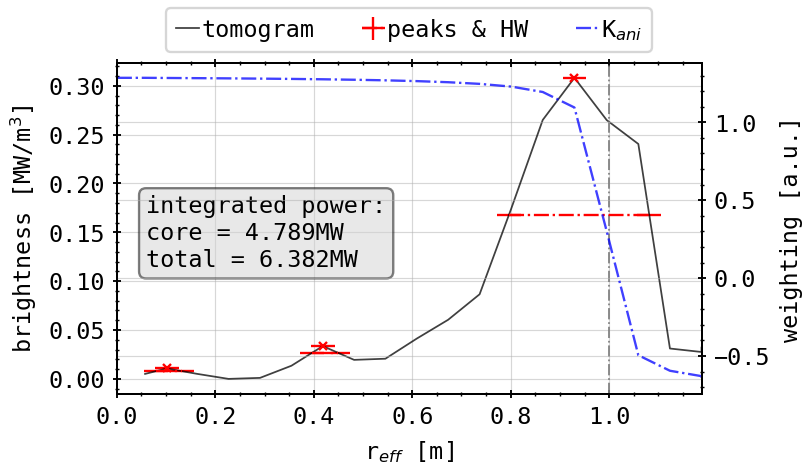 tomogram peaks & HW K_ani
brightness [MW/m³]
0.30
0.25
0.20
0.15
0.10
0.05
0.00
integrated power:
core = 4.789MW
total = 6.382MW
1.0
0.5
0.0
−0.5
weighting [a.u.]
0.0 0.2 0.4 0.6 0.8 1.0
r_eff [m]